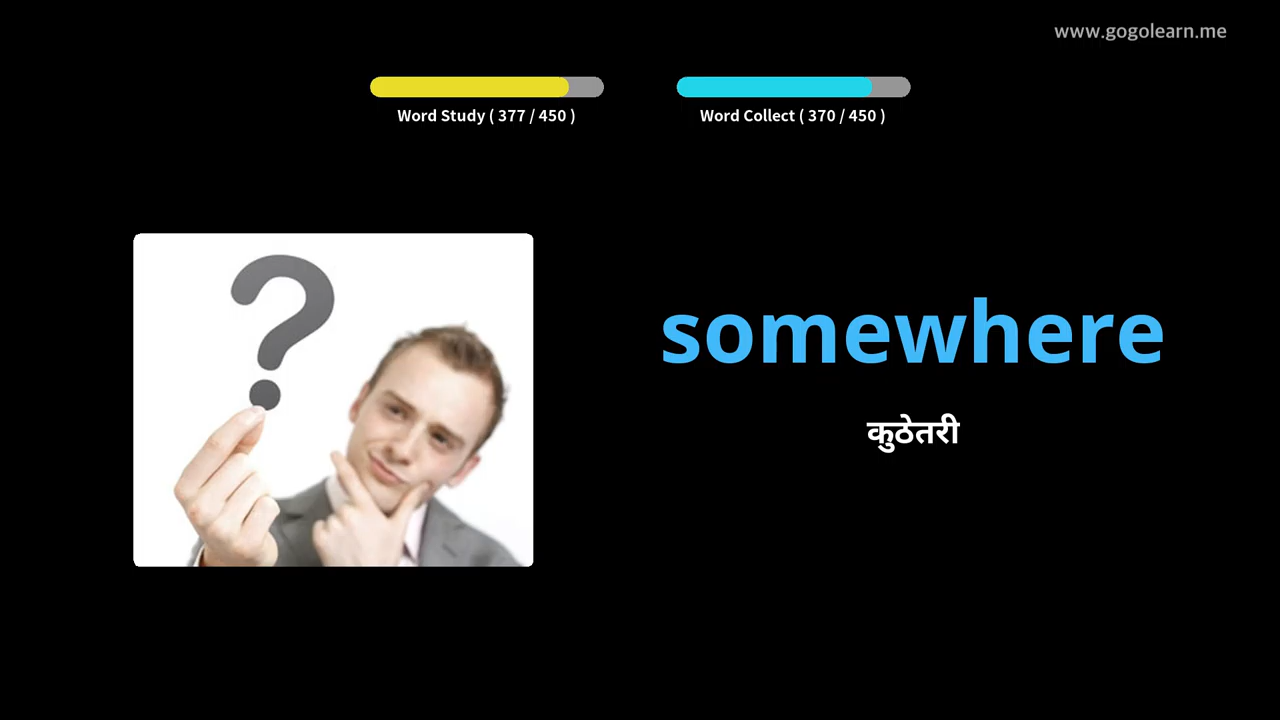 www.gogolearn.me
Word Study ( 377 / 450 )
Word Collect ( 370 / 450 )
?
somewhere
कुठेतरी